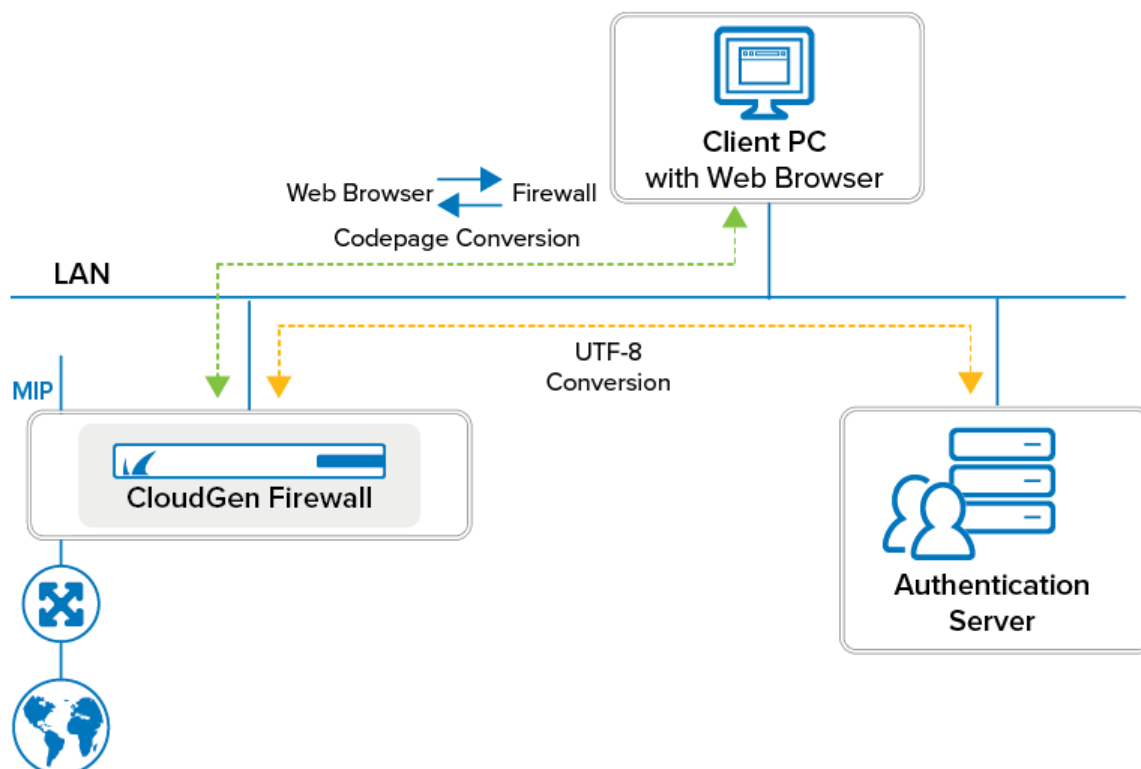 Client PC
with Web Browser
Web Browser
Firewall
Codepage Conversion
LAN
UTF-8
Conversion
MIP
CloudGen Firewall
Authentication
Server